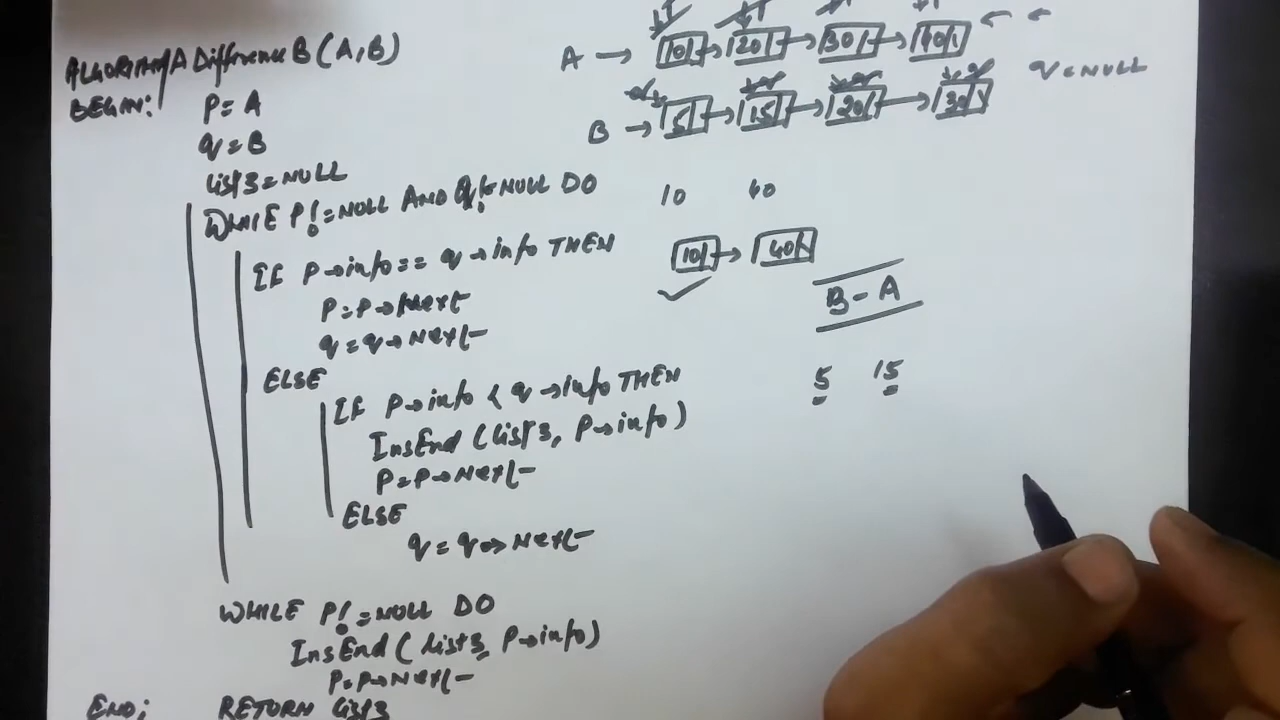 ALGORITHM A Difference B (A,B)
BEGIN:
P = A
q = B
List3 = NULL
WHILE P! = NULL AND q! = NULL DO
IF P→info == q→info THEN
P = P→Next
q = q→Next
ELSE
IF P→info < q→info THEN
InsEnd (List3, P→info)
P = P→Next
ELSE
q = q→Next
WHILE P! = NULL DO
InsEnd (List3, P→info)
P = P→Next
END;
RETURN List3
A → 10 → 20 → 30 → 40
B → 5 → 15 → 20 → 30
q = NULL
10 40
10 → 40
B - A
5 15